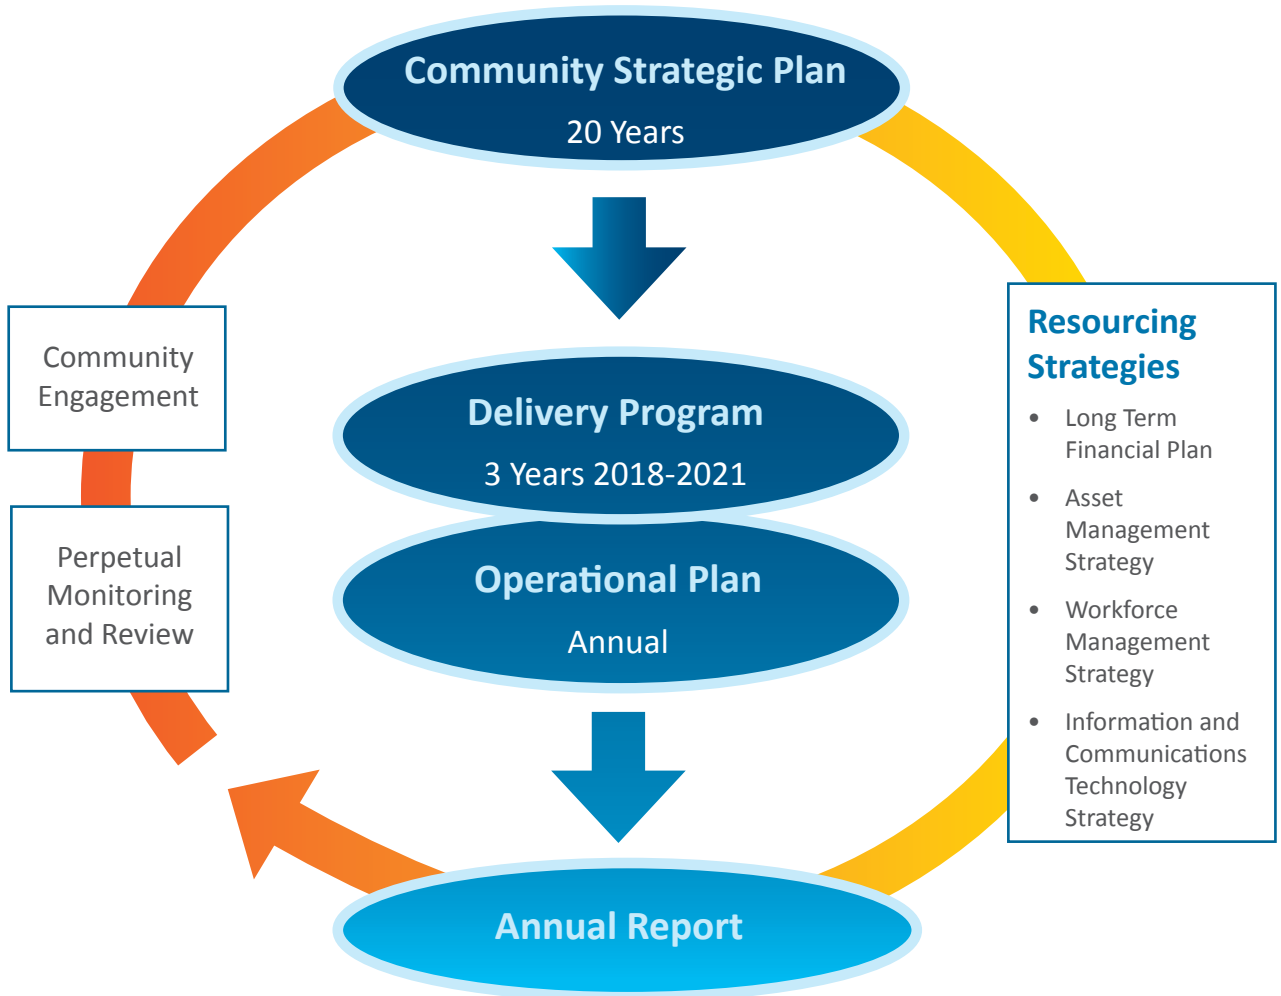 Community Strategic Plan
20 Years
Community
Engagement
Perpetual
Monitoring
and Review
Delivery Program
3 Years 2018-2021
Operational Plan
Annual
Annual Report
Resourcing
Strategies
• Long Term
Financial Plan
• Asset
Management
Strategy
• Workforce
Management
Strategy
• Information and
Communications
Technology
Strategy